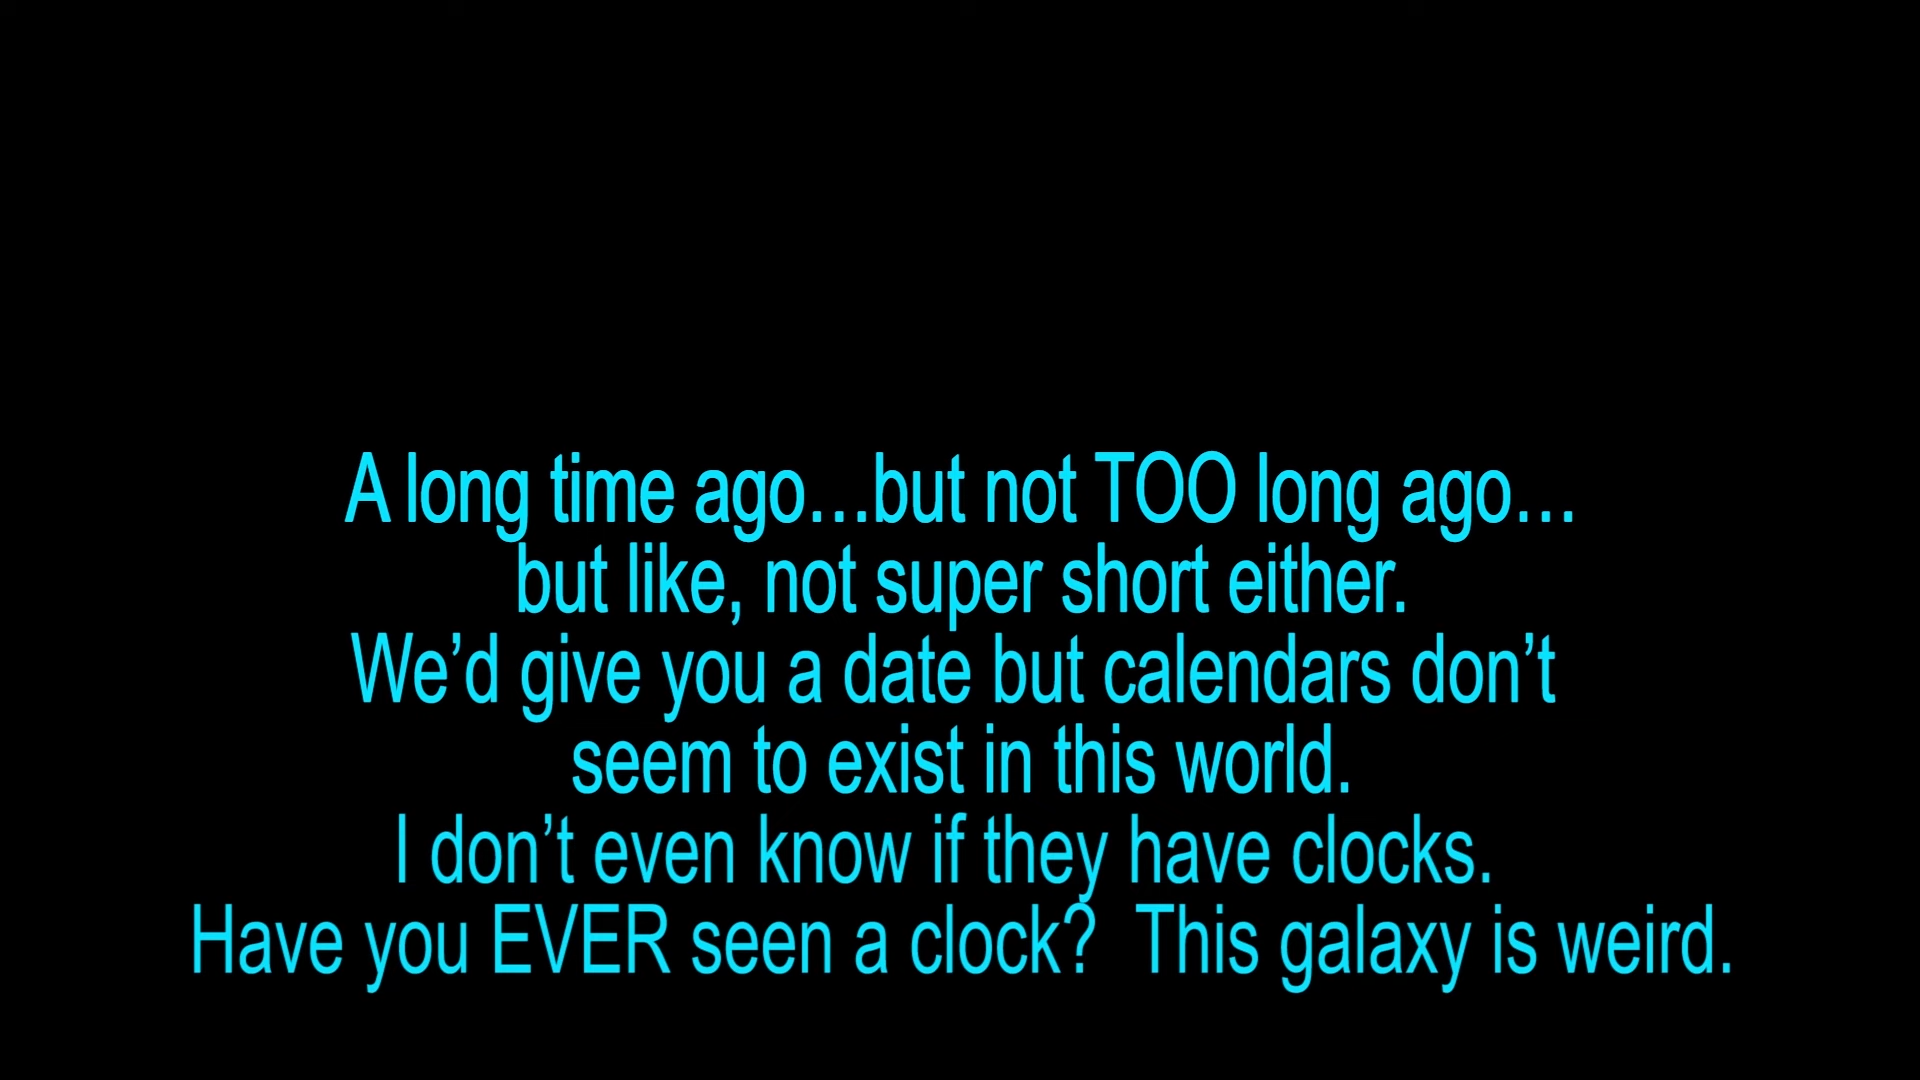 A long time ago…but not TOO long ago…
but like, not super short either.
We’d give you a date but calendars don’t
seem to exist in this world.
I don’t even know if they have clocks.
Have you EVER seen a clock?  This galaxy is weird.